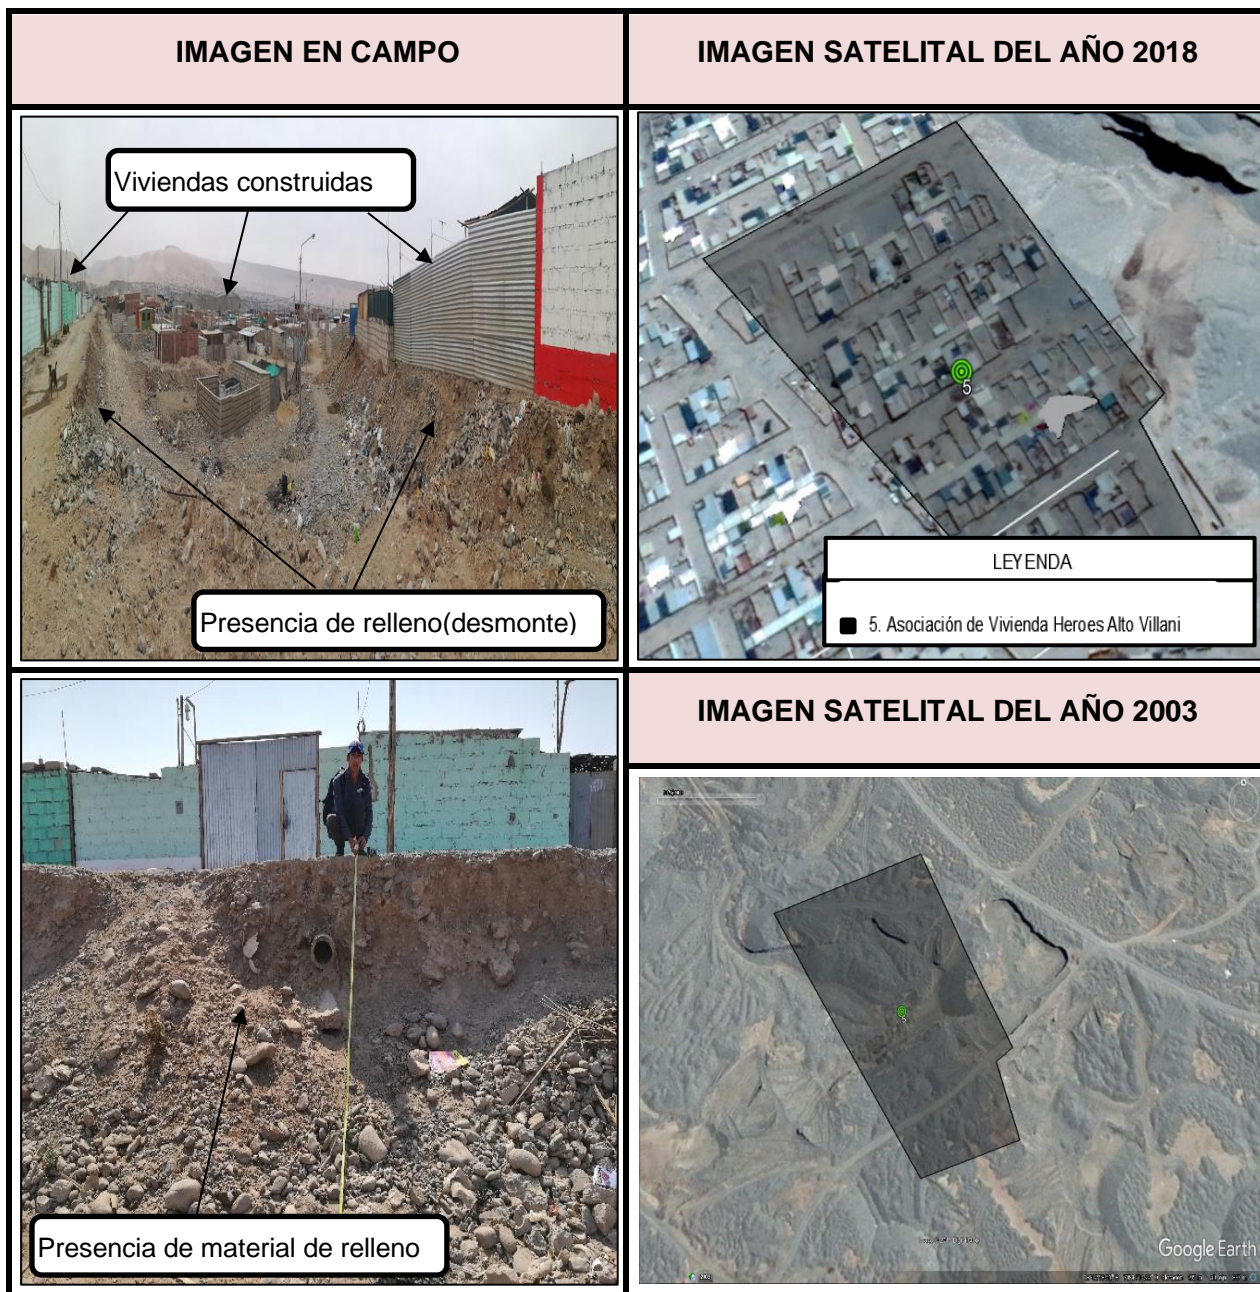 IMAGEN EN CAMPO
IMAGEN SATELITAL DEL AÑO 2018
Viviendas construidas
Presencia de relleno(desmonte)
5
LEYENDA
5. Asociación de Vivienda Heroes Alto Villani
Presencia de material de relleno
IMAGEN SATELITAL DEL AÑO 2003
5
Google Earth